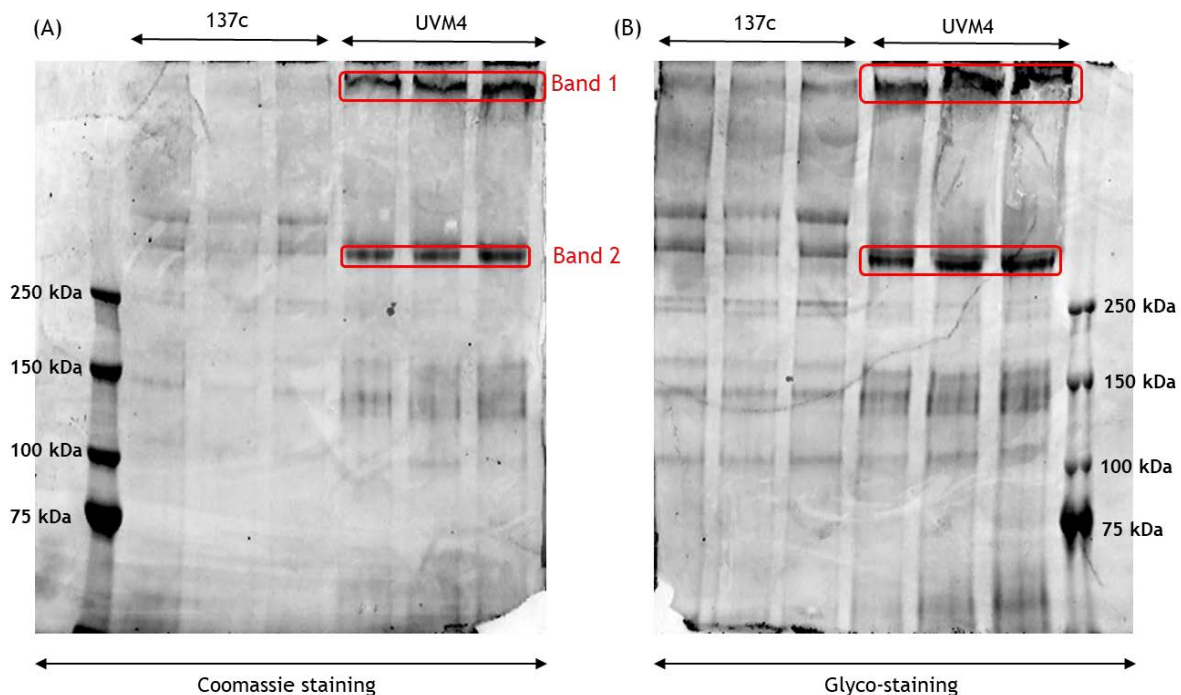 (A)
137c
UVM4
Band 1
Band 2
250 kDa
150 kDa
100 kDa
75 kDa
Coomassie staining
(B)
137c
UVM4
250 kDa
150 kDa
100 kDa
75 kDa
Glyco-staining